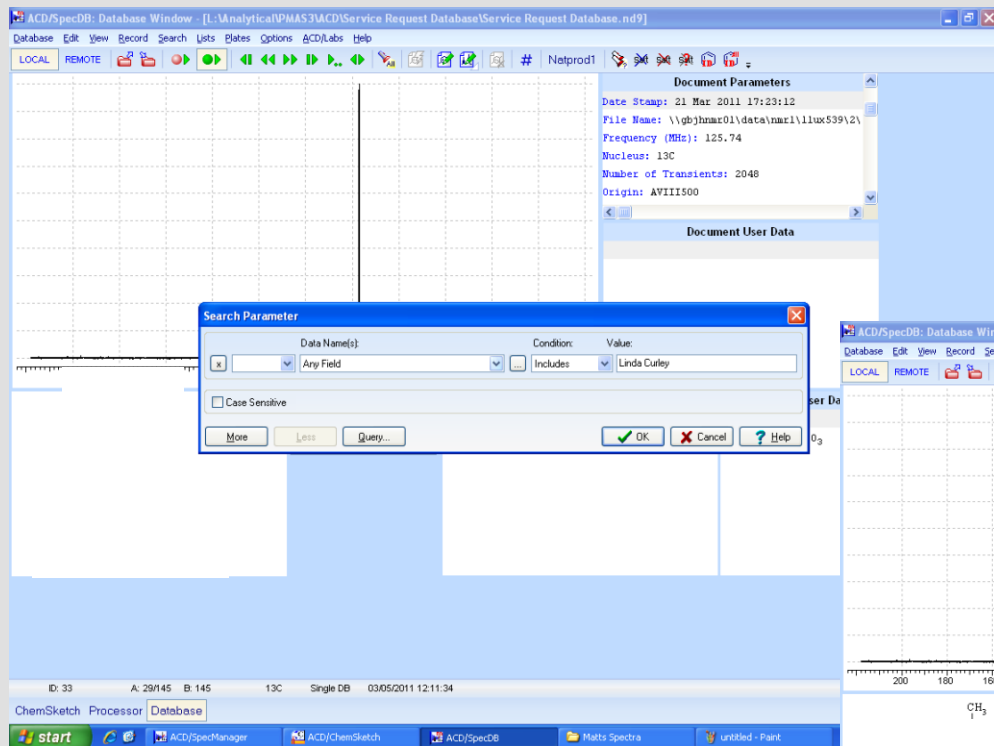 ACD/SpecDB: Database Window - [L:\Analytical\PMAS3\ACD\Service Request Database\Service Request Database.nd9]
Database Edit View Record Search Lists Plates Options ACD/Labs Help
LOCAL REMOTE # Natprod1
Document Parameters
Date Stamp: 21 Mar 2011 17:23:12
File Name: \\gbjhnmr01\data\nmr1\11ux539\2\
Frequency (MHz): 125.74
Nucleus: 13C
Number of Transients: 2048
Origin: AVIII500
Document User Data
Search Parameter
Data Name(s): Condition: Value:
x Any Field ... Includes Linda Curley
Case Sensitive
More Less Query... OK Cancel ? Help
ser Da
O3
ACD/SpecDB: Database Win
Database Edit View Record Se
LOCAL REMOTE
200 180 160
CH3
ID: 33 A: 29/145 B: 145 13C Single DB 03/05/2011 12:11:34
ChemSketch Processor Database
start ACD/SpecManager ACD/ChemSketch ACD/SpecDB Matts Spectra untitled - Paint